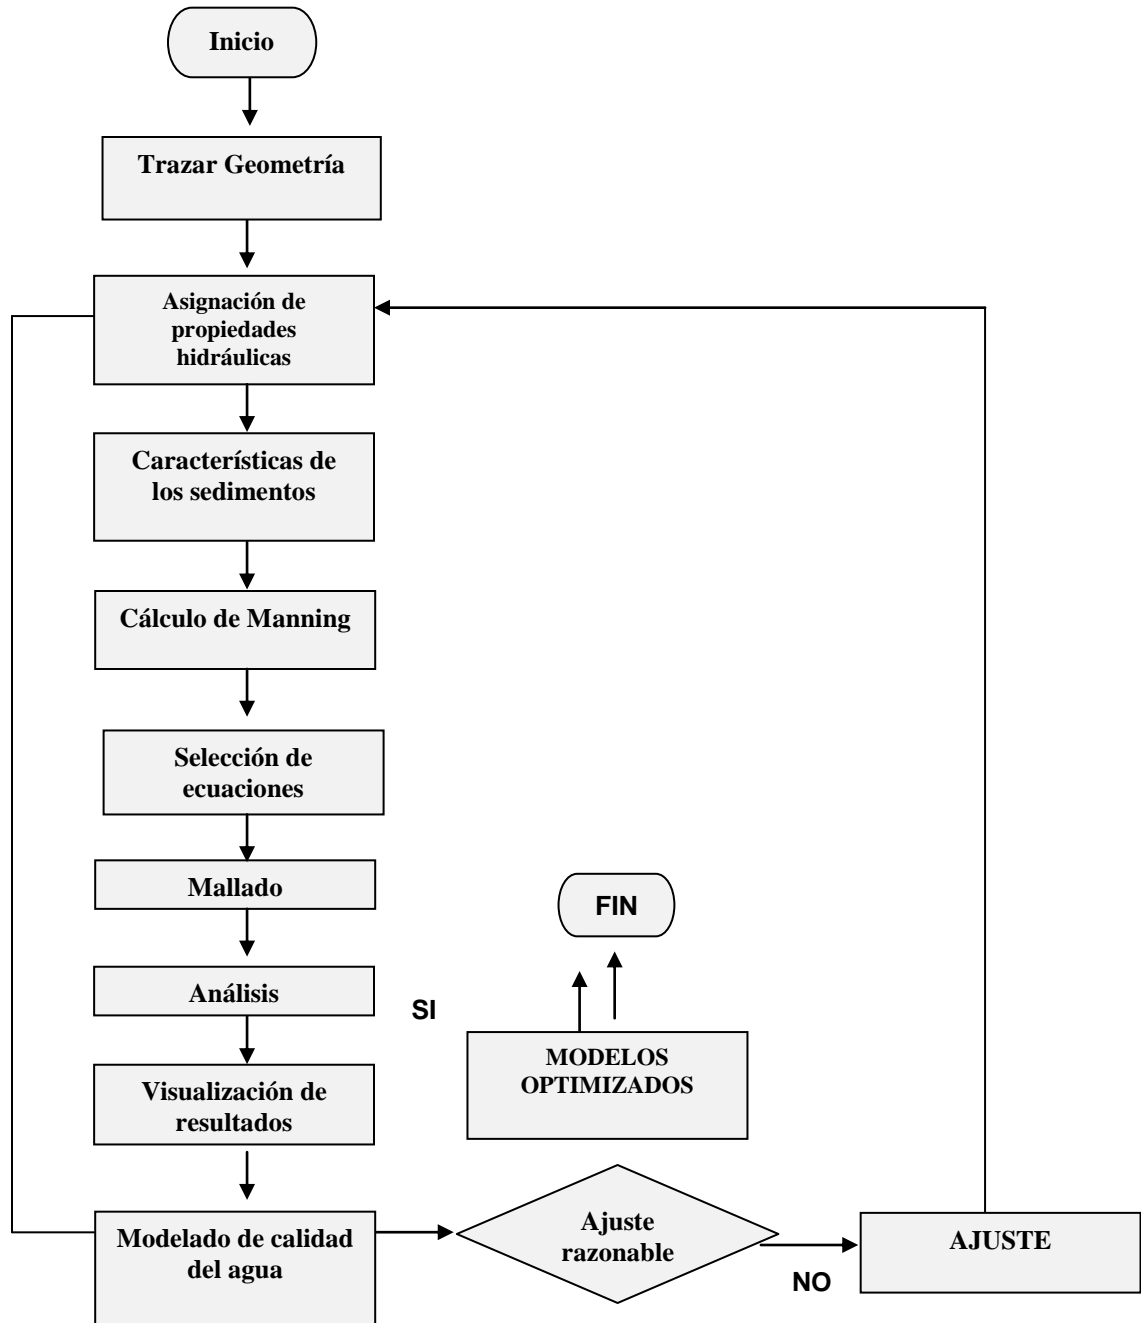 Inicio
Trazar Geometría
Asignación de
propiedades
hidráulicas
Características de
los sedimentos
Cálculo de Manning
Selección de
ecuaciones
Mallado
Análisis
Visualización de
resultados
Modelado de calidad
del agua
Ajuste
razonable
SI
MODELOS
OPTIMIZADOS
FIN
NO
AJUSTE